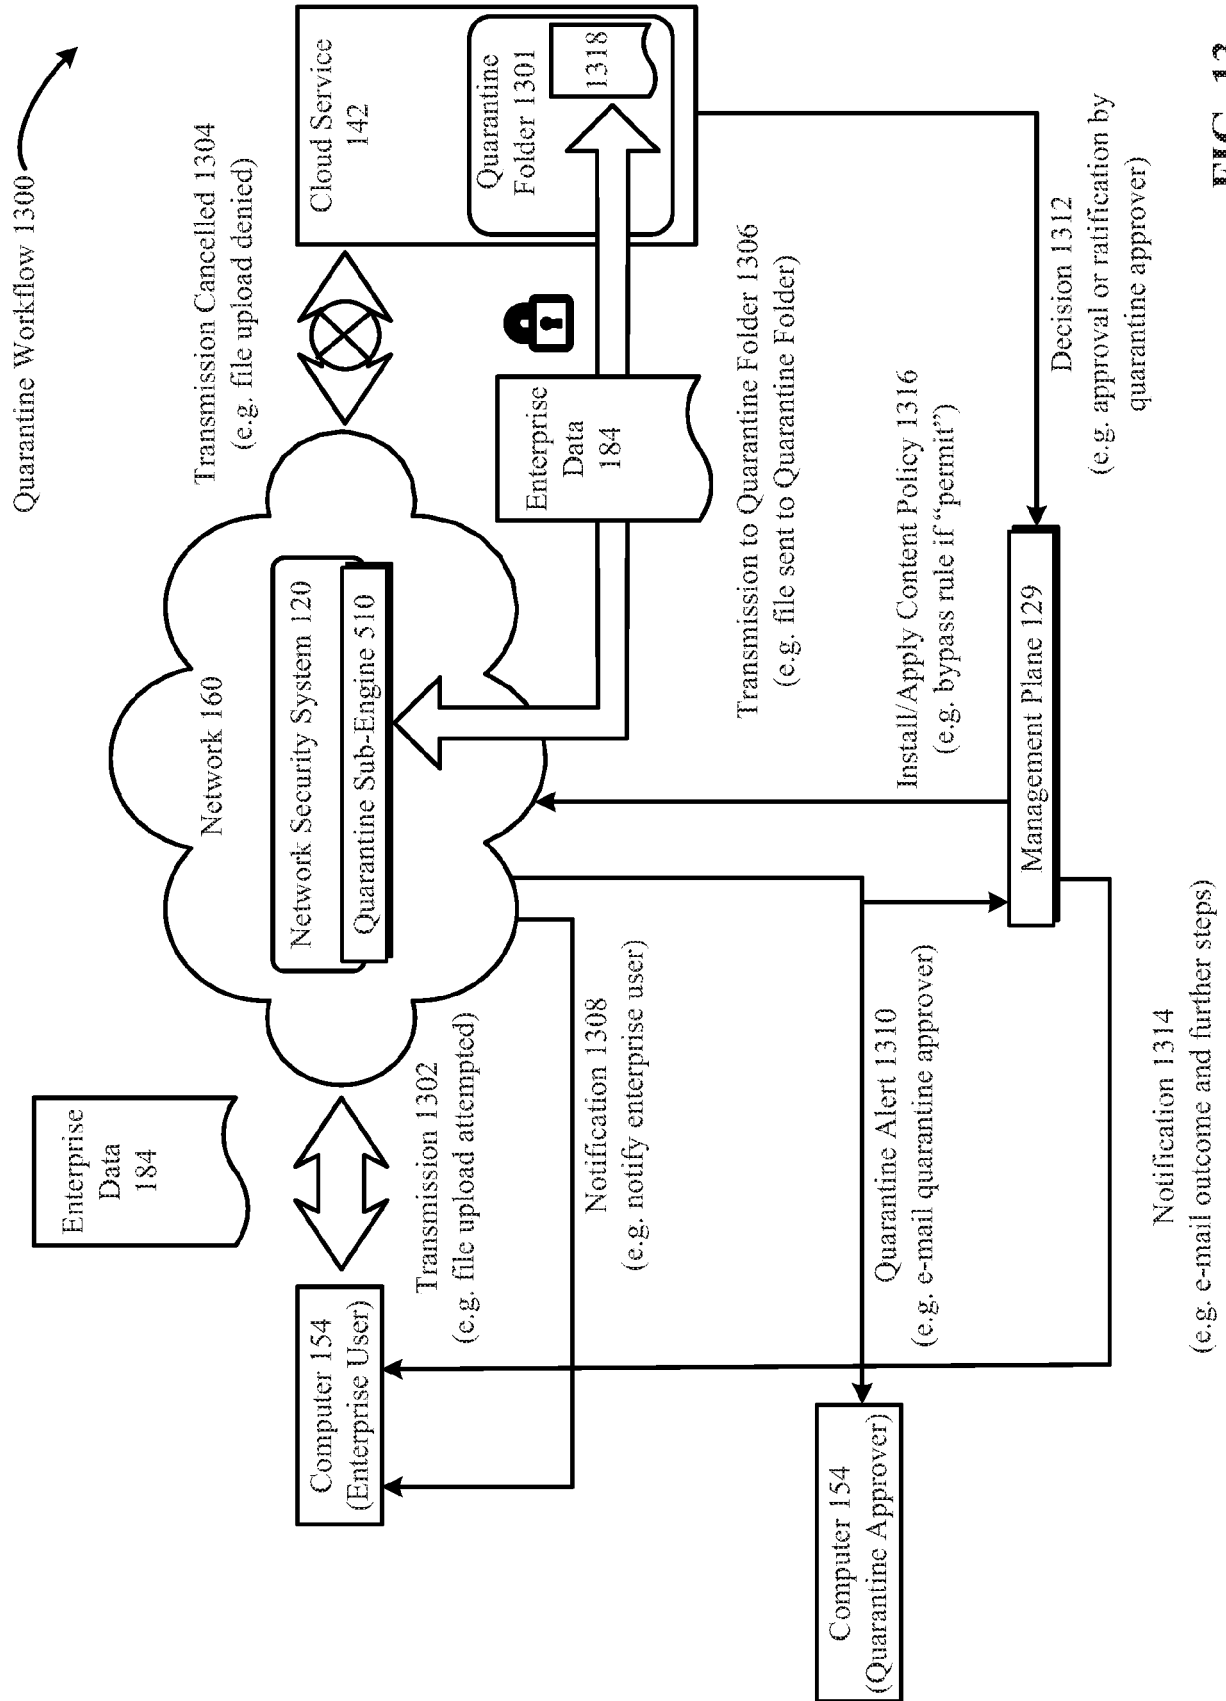 Quarantine Workflow 1300
Enterprise
Data
184
Network 160
Network Security System 120
Quarantine Sub-Engine 510
Transmission Cancelled 1304
(e.g. file upload denied)
Cloud Service
142
Quarantine
Folder 1301
1318
Computer 154
(Enterprise User)
Transmission 1302
(e.g. file upload attempted)
Enterprise
Data
184
Notification 1308
(e.g. notify enterprise user)
Transmission to Quarantine Folder 1306
(e.g. file sent to Quarantine Folder)
Computer 154
(Quarantine Approver)
Quarantine Alert 1310
(e.g. e-mail quarantine approver)
Install/Apply Content Policy 1316
(e.g. bypass rule if “permit”)
Management Plane 129
Decision 1312
(e.g. approval or ratification by
quarantine approver)
Notification 1314
(e.g. e-mail outcome and further steps)